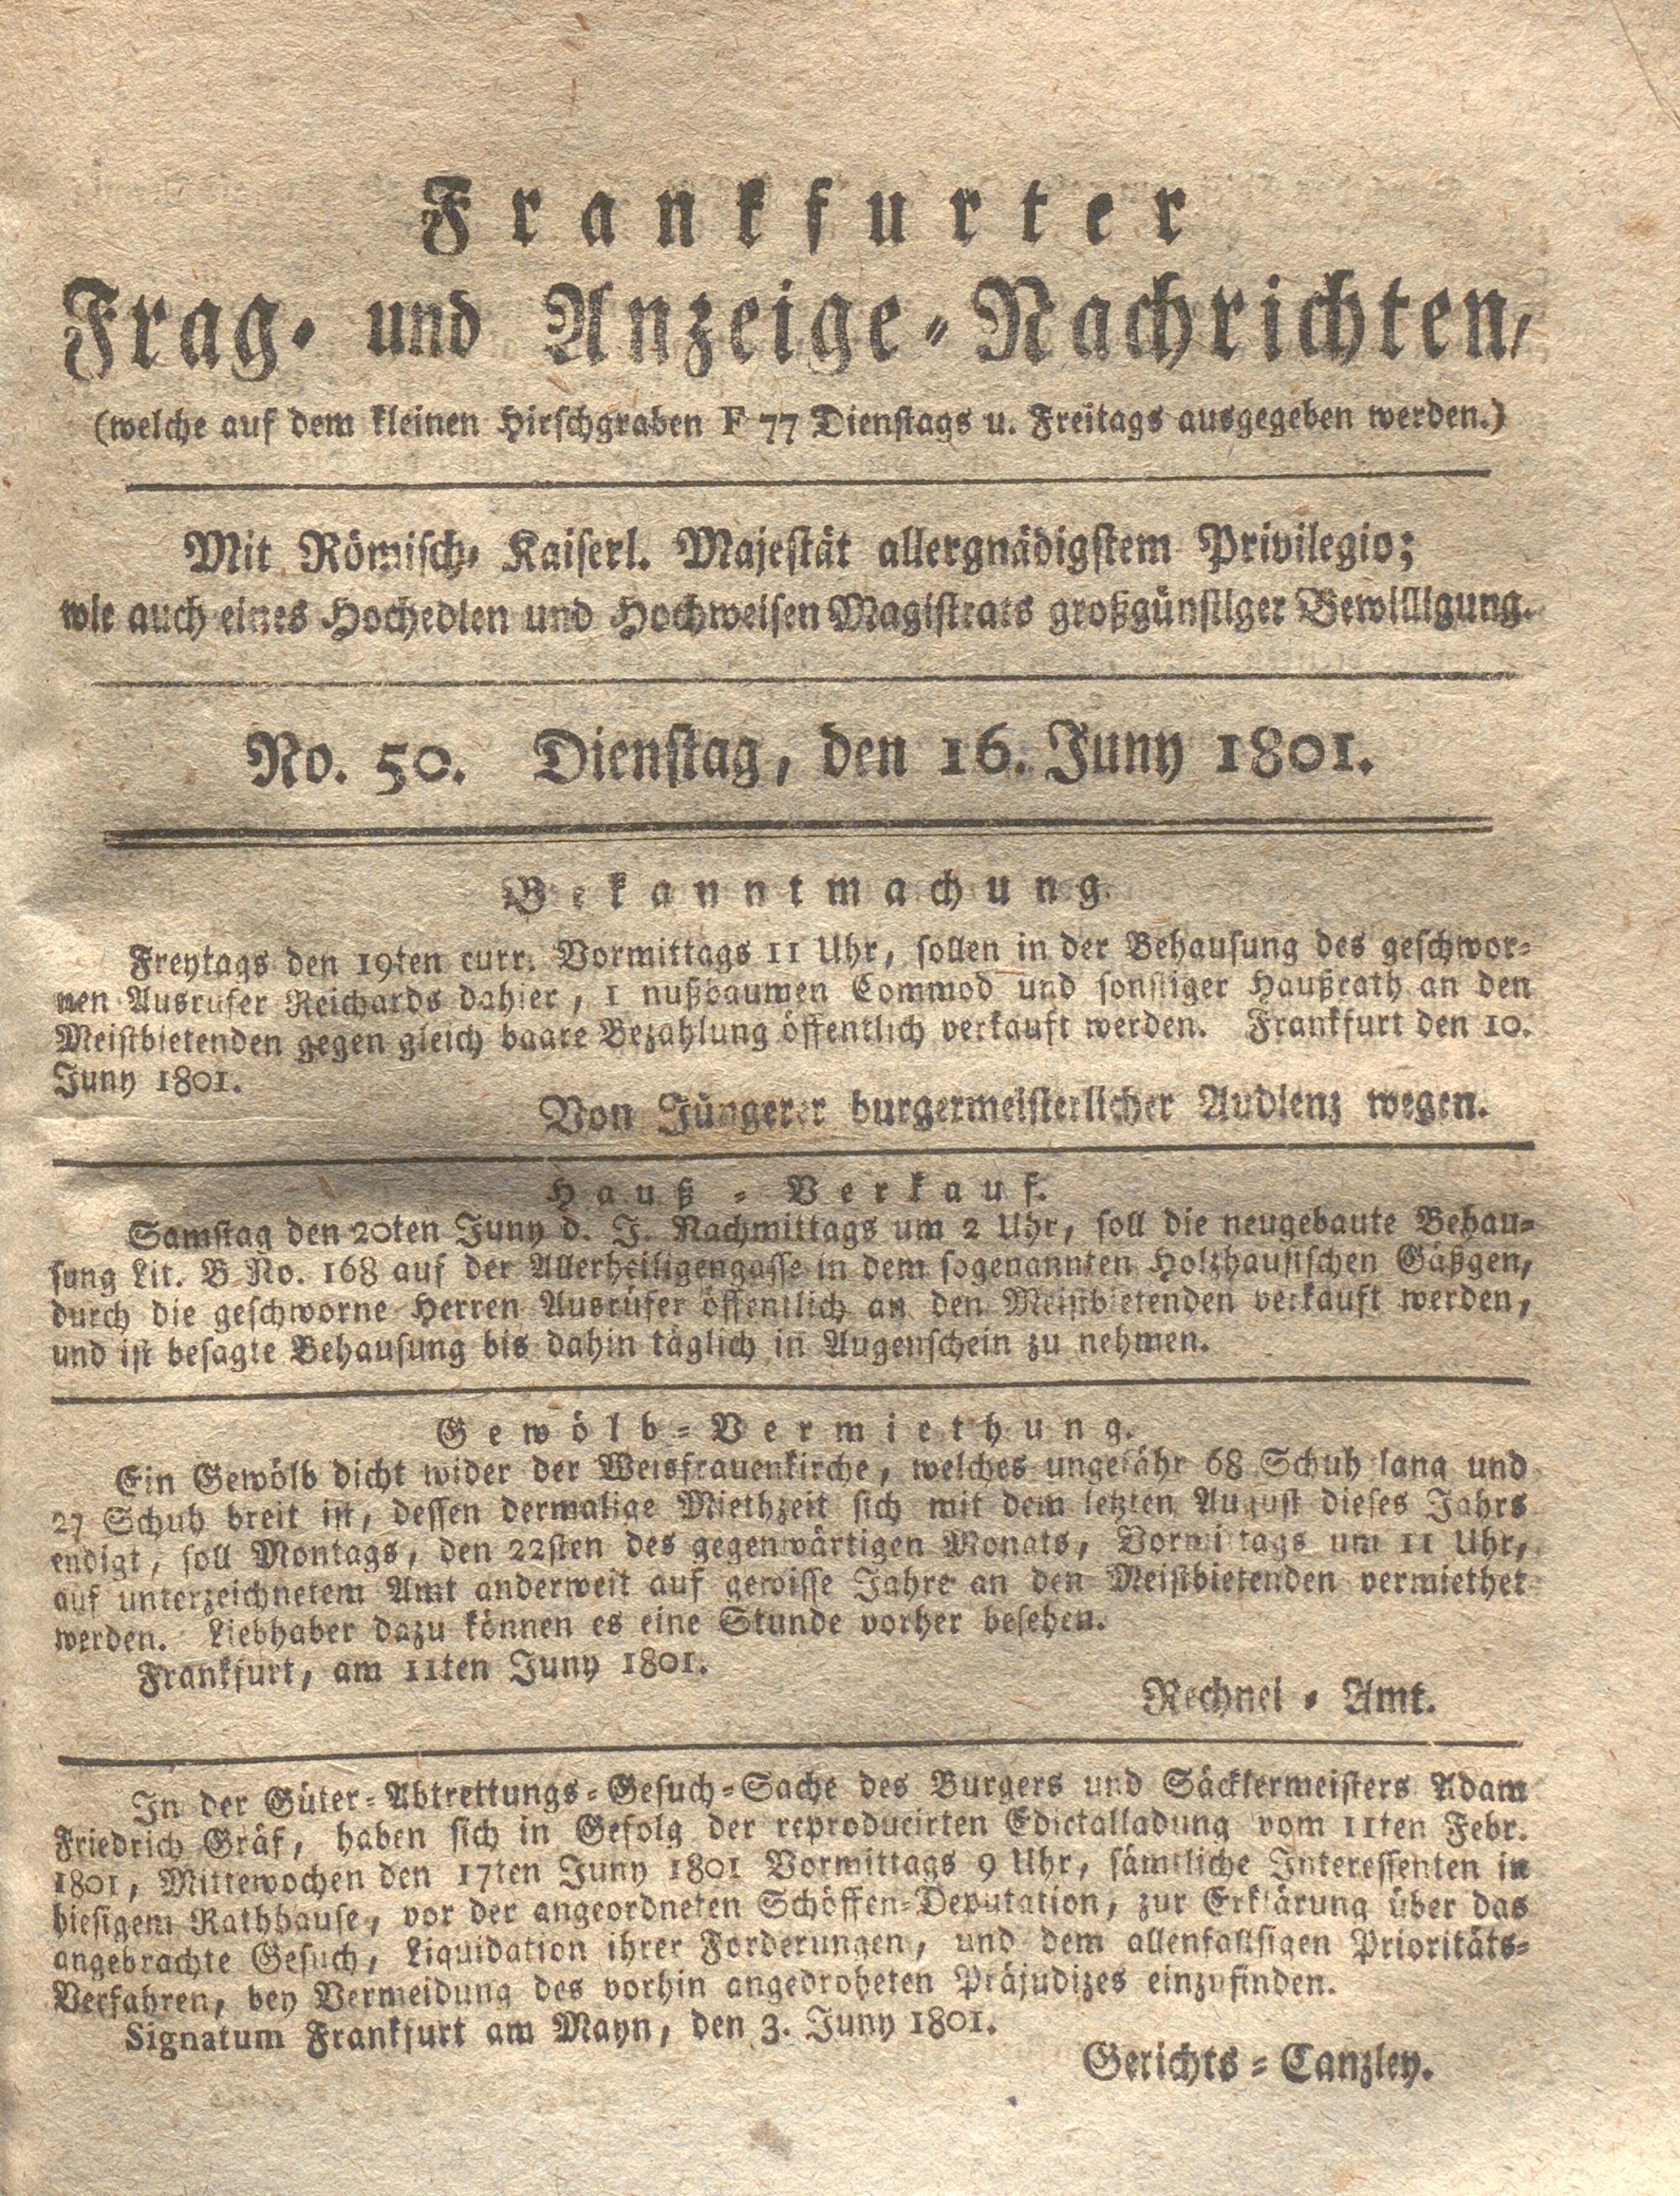 Frankfurter
Frag- und Anzeige-Nachrichten,
(welche auf dem kleinen Hirschgraben F 77 Dienstags u. Freitags ausgegeben werden.)
Mit Römisch- Kaiserl. Majestät allergnädigstem Privilegio;
wie auch eines Hochedlen und Hochweisen Magistrats großgünstiger Bewilligung.
No. 50. Dienstag, den 16. Juny 1801.
Bekanntmachung.
Freytags den 19ten curr. Vormittags 11 Uhr, sollen in der Behausung des geschwor-
nen Ausrufer Reichards dahier, 1 nußbaumen Commod und sonstiger Haußrath an den
Meistbietenden gegen gleich baare Bezahlung öffentlich verkauft werden. Frankfurt den 10.
Juny 1801.
Von Jüngerer burgermeisterlicher Audienz wegen.
Hauß-Verkauf.
Samstag den 20ten Juny d. J. Nachmittags um 2 Uhr, soll die neugebaute Behau-
sung Lit. B No. 168 auf der Allerheiligengasse in dem sogenannten Holzhausischen Gäßgen,
durch die geschworne Herren Ausrüfer öffentlich an den Meistbietenden verkauft werden,
und ist besagte Behausung bis dahin täglich in Augenschein zu nehmen.
Gewölb-Vermiethung.
Ein Gewölb dicht wider der Weisfrauenkirche, welches ungefähr 68 Schuh lang und
27 Schuh breit ist, dessen dermalige Miethzeit sich mit dem letzten August dieses Jahrs
endigt, soll Montags, den 22sten des gegenwärtigen Monats, Vormittags um 11 Uhr,
auf unterzeichnetem Amt anderweit auf gewisse Jahre an den Meistbietenden vermiethet
werden. Liebhaber dazu können es eine Stunde vorher besehen.
Frankfurt, am 11ten Juny 1801.
Rechnei-Amt.
In der Güter-Abtrettungs-Gesuch-Sache des Burgers und Säcklermeisters Adam
Friedrich Gräf, haben sich in Gefolg der reproducirten Edictalladung vom 11ten Febr.
1801, Mittewochen den 17ten Juny 1801 Vormittags 9 Uhr, sämtliche Interessenten in
hiesigem Rathhause, vor der angeordneten Schöffen-Deputation, zur Erklärung über das
angebrachte Gesuch, Liquidation ihrer Forderungen, und dem allenfallsigen Prioritäts-
Verfahren, bey Vermeidung des vorhin angedroheten Präjudizes einzufinden.
Signatum Frankfurt am Mayn, den 3. Juny 1801.
Gerichts-Canzley.